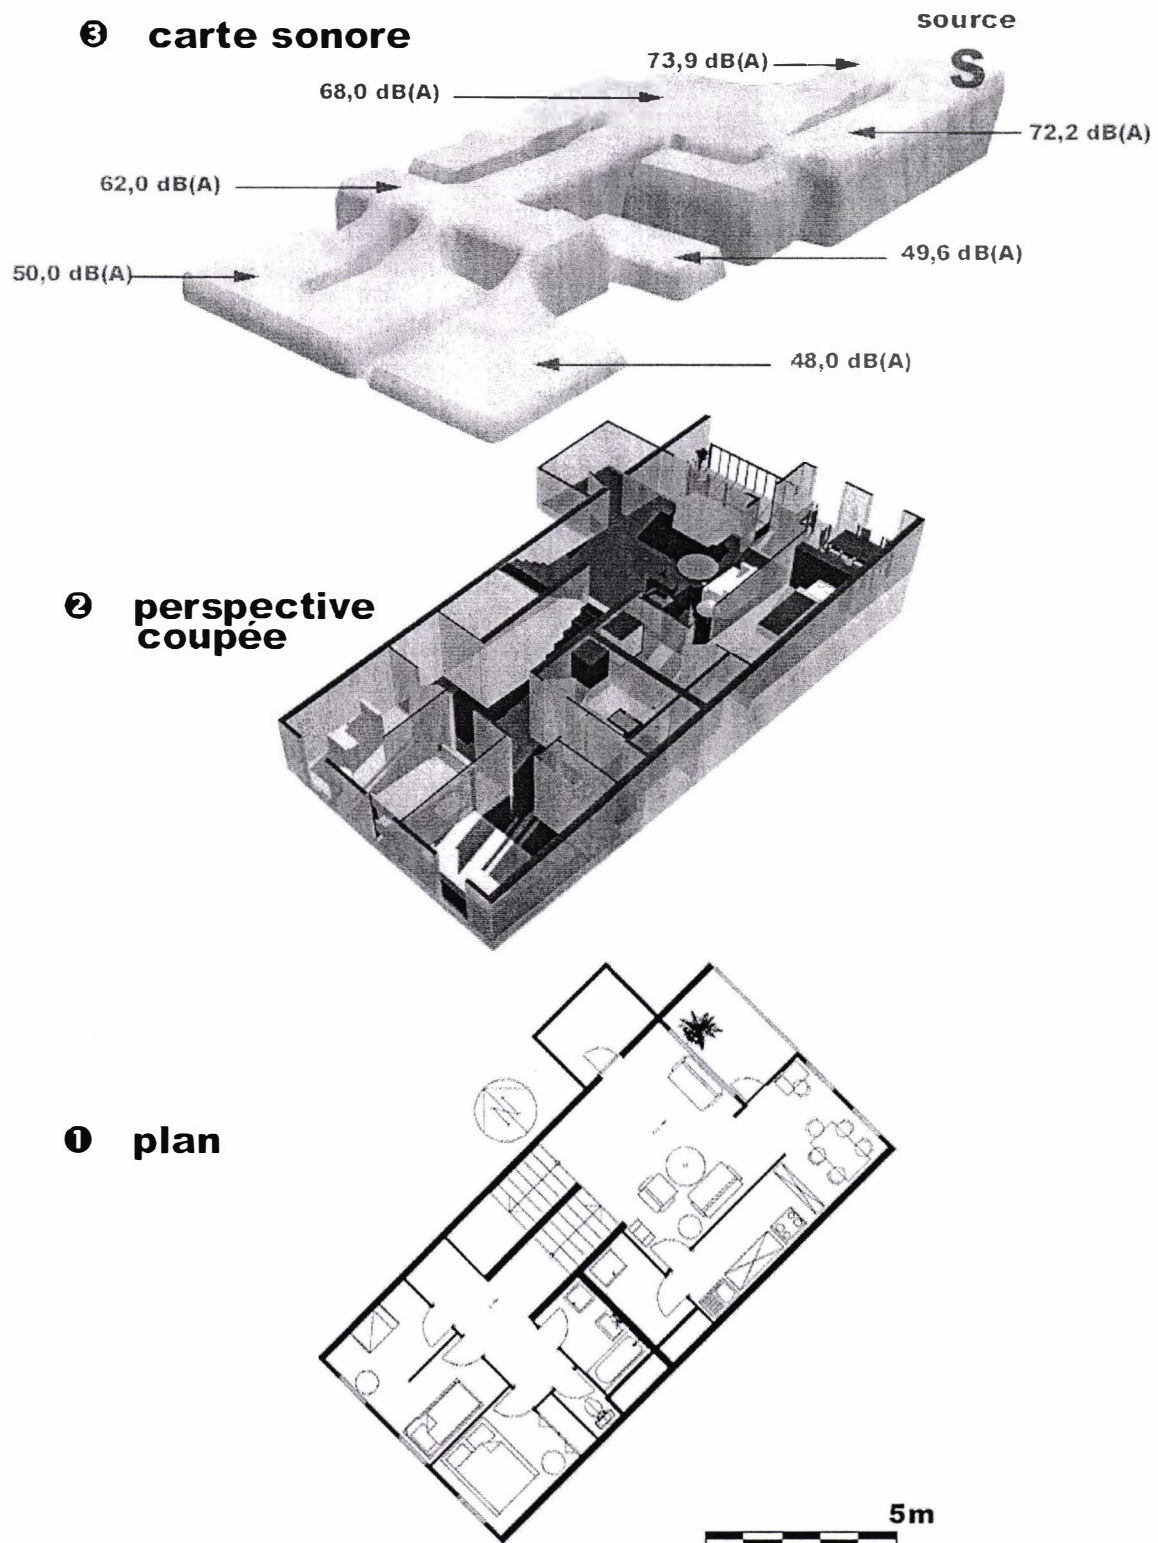 source
❸ carte sonore
S
73,9 dB(A)
68,0 dB(A)
72,2 dB(A)
62,0 dB(A)
49,6 dB(A)
50,0 dB(A)
48,0 dB(A)
❷ perspective
coupée
N
❶ plan
5m